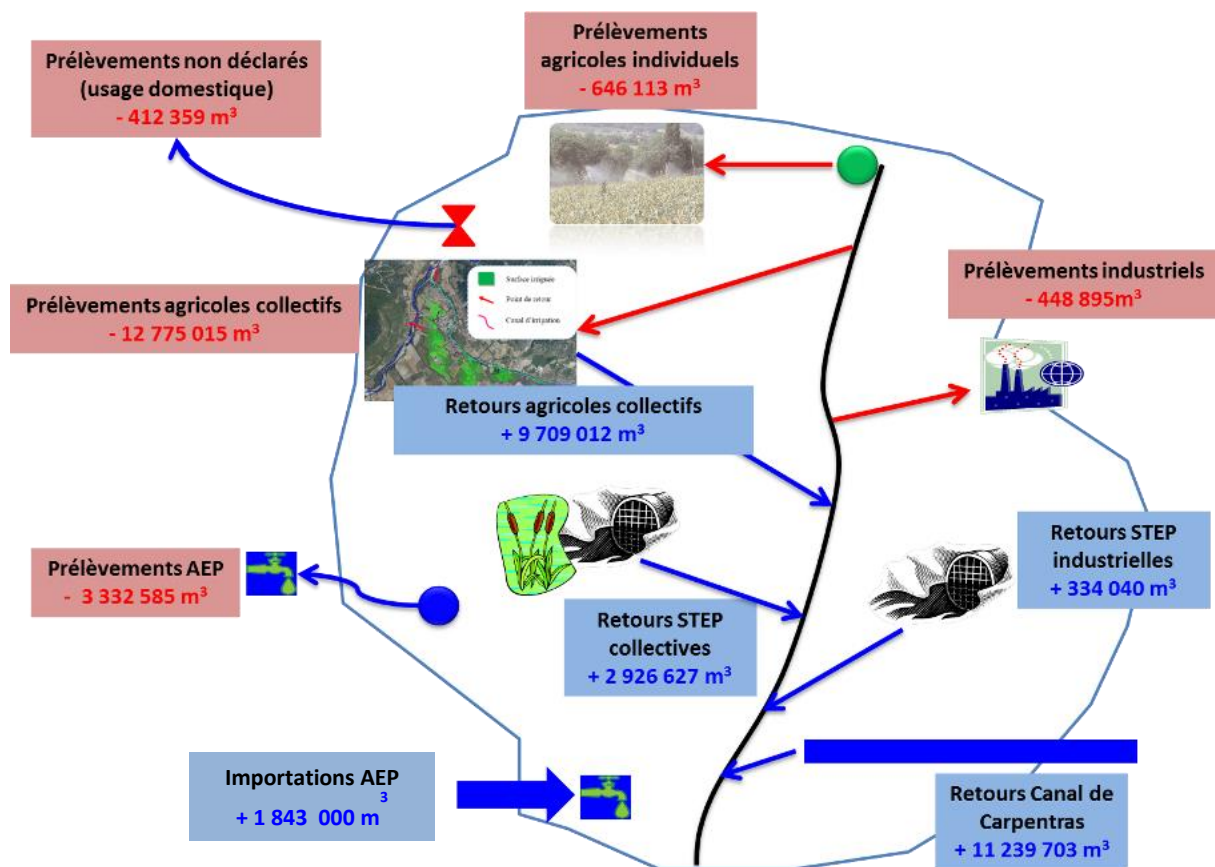 Prélèvements non déclarés
(usage domestique)
- 412 359 m³
Prélèvements
agricoles individuels
- 646 113 m³
Prélèvements agricoles collectifs
- 12 775 015 m³
Surface irriguée
Point de retour
Canal d'irrigation
Prélèvements industriels
- 448 895m³
Retours agricoles collectifs
+ 9 709 012 m³
Prélèvements AEP
- 3 332 585 m³
Retours STEP
collectives
+ 2 926 627 m³
Retours STEP
industrielles
+ 334 040 m³
Importations AEP
+ 1 843 000 m³
Retours Canal de
Carpentras
+ 11 239 703 m³